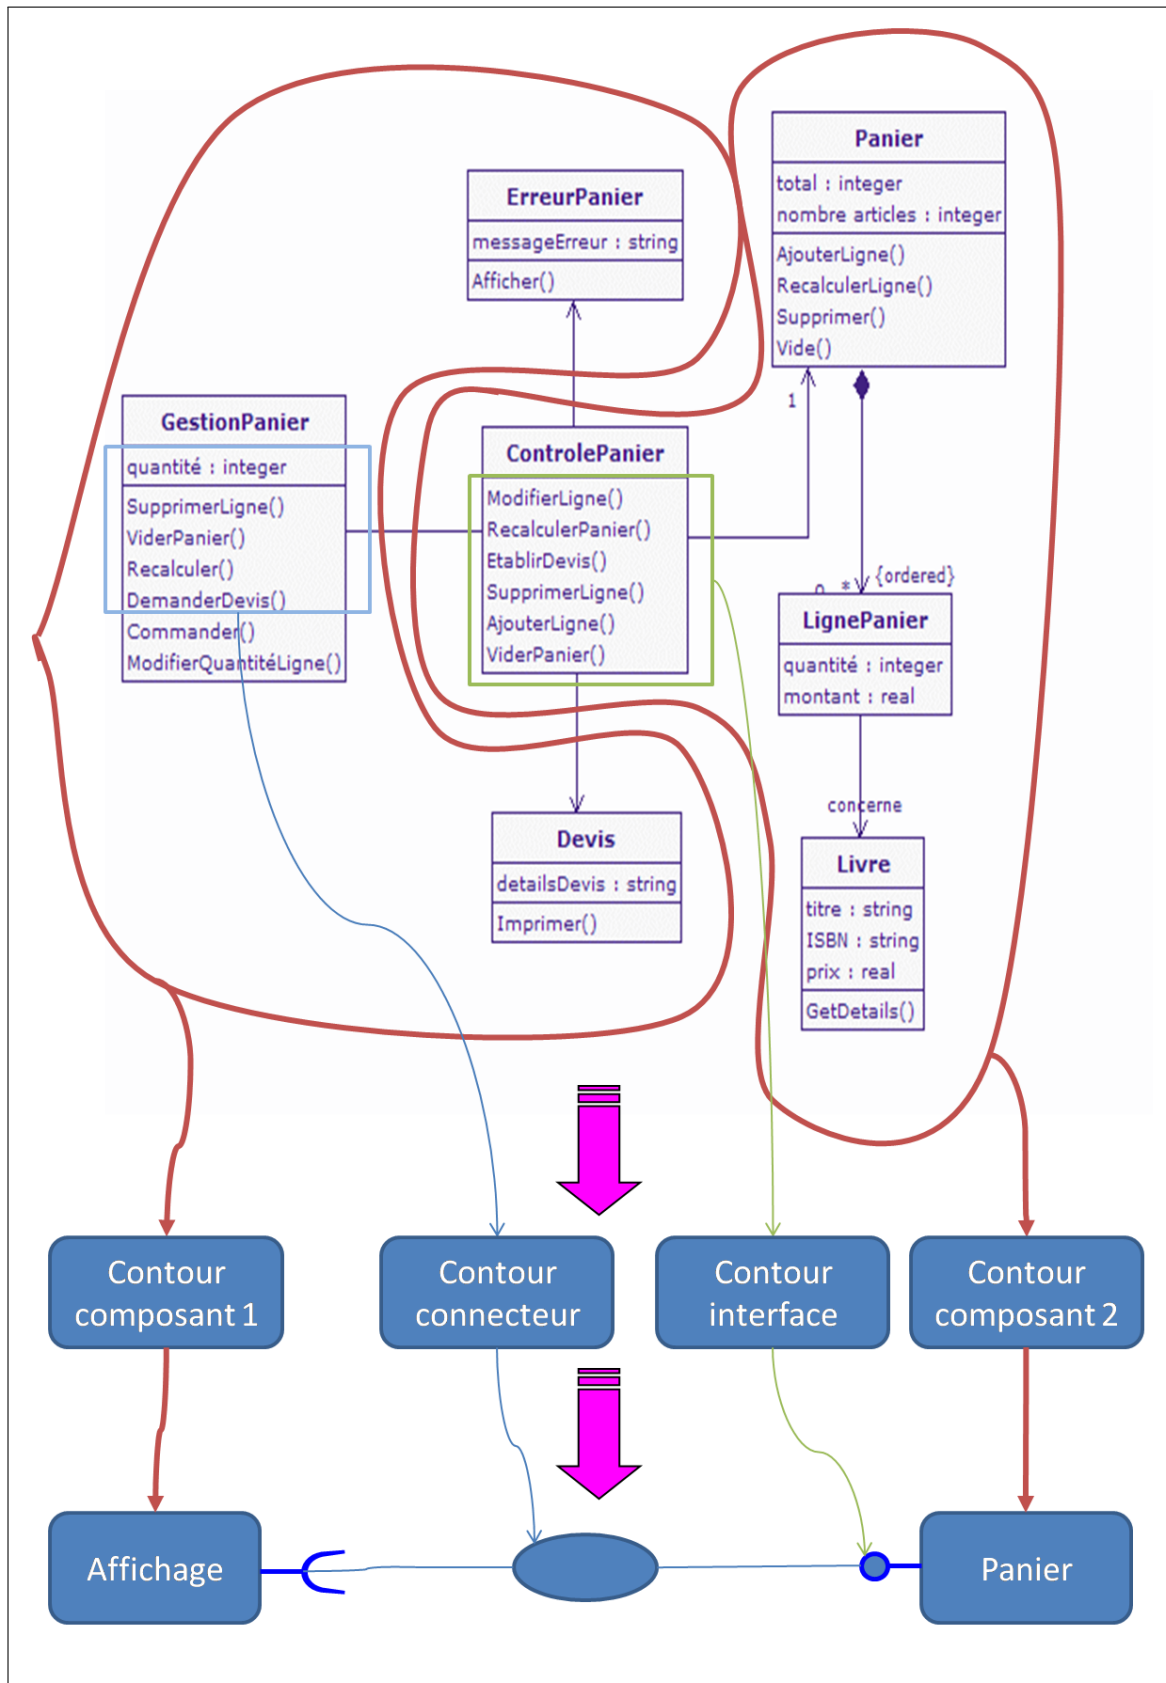 Panier
total : integer
nombre articles : integer
AjouterLigne()
RecalculerLigne()
Supprimer()
Vide()
ErreurPanier
messageErreur : string
Afficher()
1
GestionPanier
quantité : integer
SupprimerLigne()
ViderPanier()
Recalculer()
DemanderDevis()
Commander()
ModifierQuantitéLigne()
ControlePanier
ModifierLigne()
RecalculerPanier()
EtablirDevis()
SupprimerLigne()
AjouterLigne()
ViderPanier()
0..*
{ordered}
LignePanier
quantité : integer
montant : real
concerne
Devis
detailsDevis : string
Imprimer()
Livre
titre : string
ISBN : string
prix : real
GetDetails()
Contour
composant 1
Contour
connecteur
Contour
interface
Contour
composant 2
Affichage
Panier